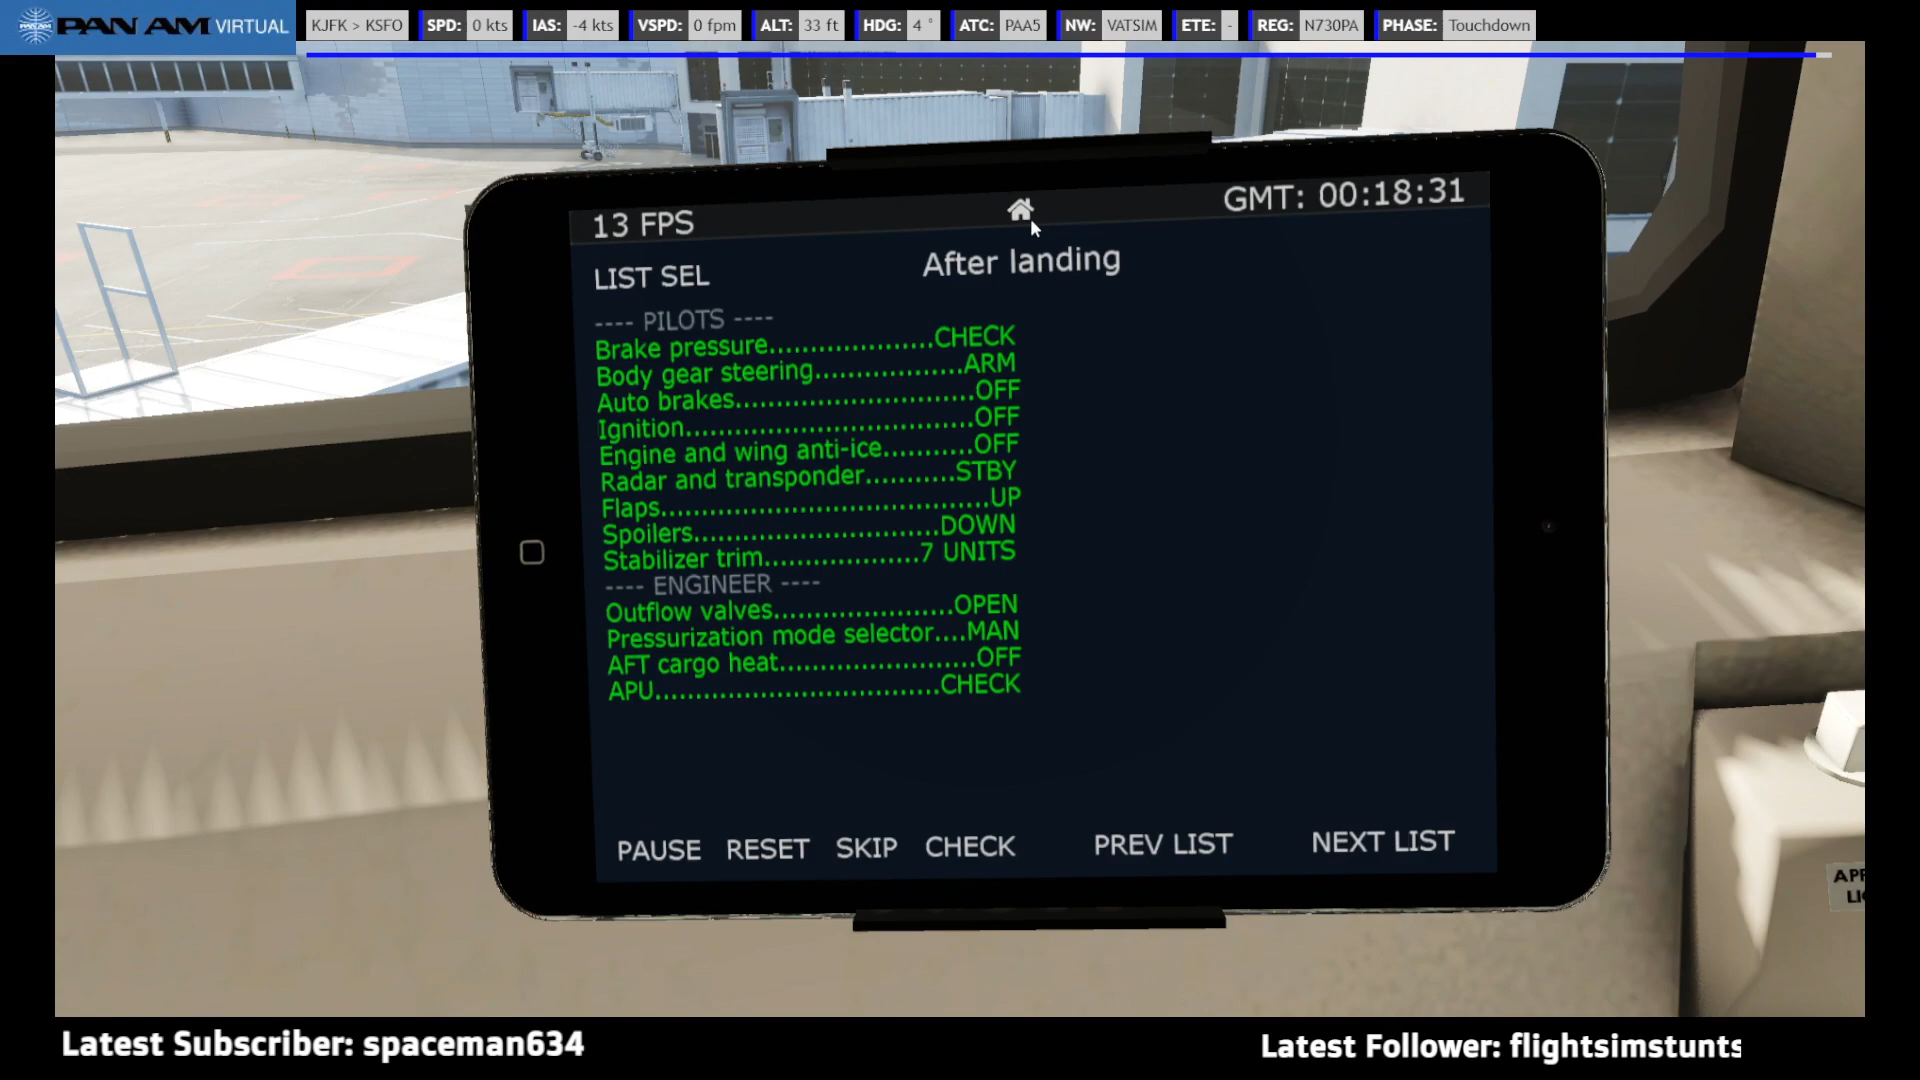 PAN AM VIRTUAL KJFK > KSFO SPD: 0 kts IAS: -4 kts VSPD: 0 fpm ALT: 33 ft HDG: 4 ° ATC: PAA5 NW: VATSIM ETE: - REG: N730PA PHASE: Touchdown
13 FPS GMT: 00:18:31
LIST SEL After landing
---- PILOTS ----
Brake pressure....................CHECK
Body gear steering..................ARM
Auto brakes.............................OFF
Ignition...................................OFF
Engine and wing anti-ice...........OFF
Radar and transponder...........STBY
Flaps.......................................UP
Spoilers.............................DOWN
Stabilizer trim...................7 UNITS
---- ENGINEER ----
Outflow valves......................OPEN
Pressurization mode selector....MAN
AFT cargo heat........................OFF
APU..................................CHECK
PAUSE RESET SKIP CHECK PREV LIST NEXT LIST
Latest Subscriber: spaceman634
Latest Follower: flightsimstunts